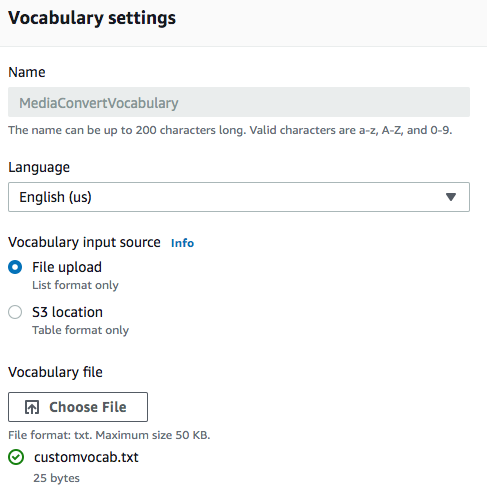 Vocabulary settings
Name
MediaConvertVocabulary
The name can be up to 200 characters long. Valid characters are a-z, A-Z, and 0-9.
Language
English (us)
Vocabulary input source Info
File upload
List format only
S3 location
Table format only
Vocabulary file
Choose File
File format: txt. Maximum size 50 KB.
customvocab.txt
25 bytes